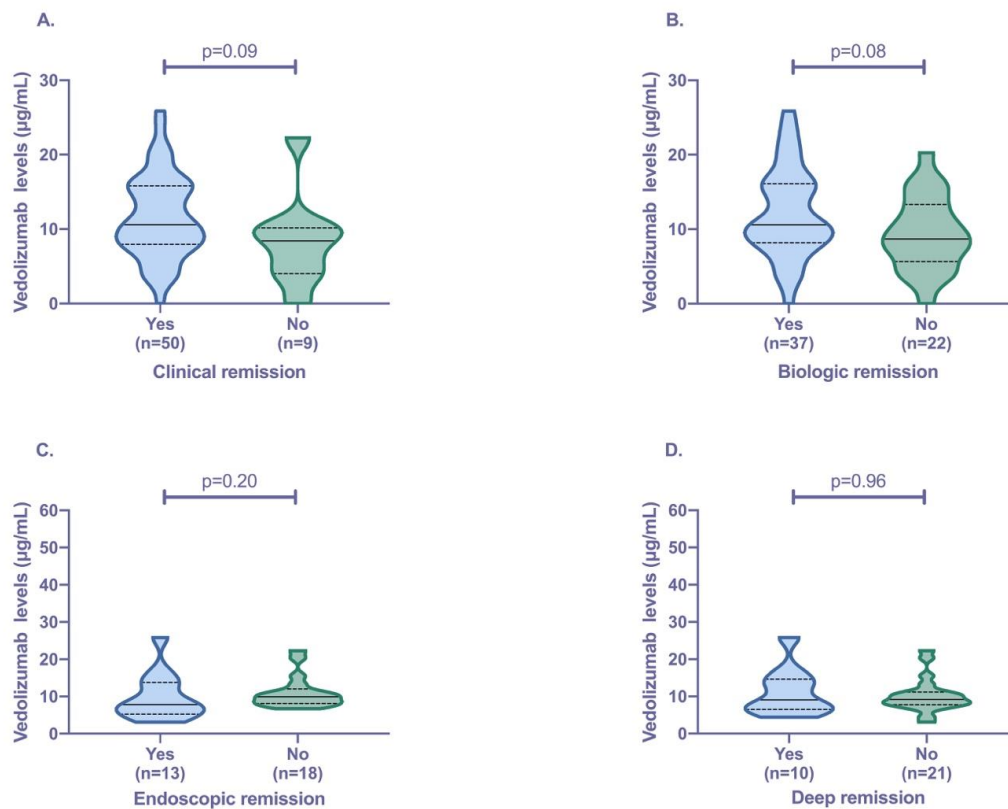 A.
p=0.09
Vedolizumab levels (µg/mL)
30
20
10
0
Yes
(n=50)
No
(n=9)
Clinical remission
B.
p=0.08
Vedolizumab levels (µg/mL)
30
20
10
0
Yes
(n=37)
No
(n=22)
Biologic remission
C.
p=0.20
Vedolizumab levels (µg/mL)
60
50
40
30
20
10
0
Yes
(n=13)
No
(n=18)
Endoscopic remission
D.
p=0.96
Vedolizumab levels (µg/mL)
60
50
40
30
20
10
0
Yes
(n=10)
No
(n=21)
Deep remission